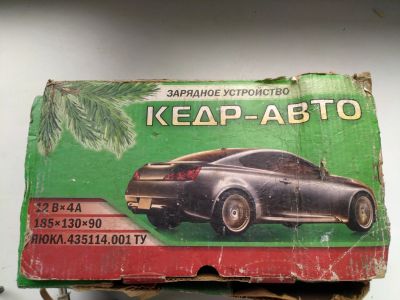 ЗАРЯДНОЕ УСТРОЙСТВО
КЕДР-АВТО
12 В×4А
185×130×90
ЯЮКЛ.435114.001 ТУ